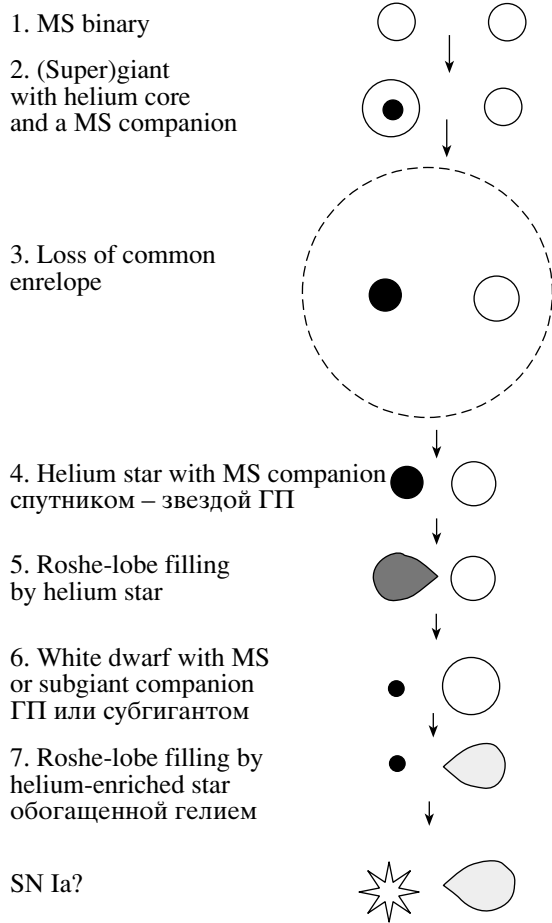 1. MS binary
2. (Super)giant
with helium core
and a MS companion
3. Loss of common
enrelope
4. Helium star with MS companion
спутником – звездой ГП
5. Roshe-lobe filling
by helium star
6. White dwarf with MS
or subgiant companion
ГП или субгигантом
7. Roshe-lobe filling by
helium-enriched star
обогащенной гелием
SN Ia?